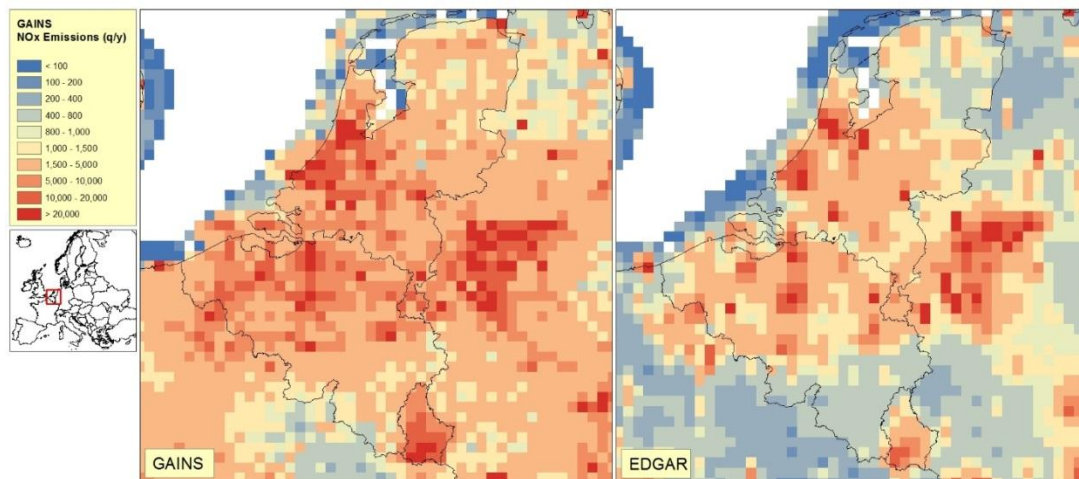 GAINS
NOx Emissions (q/y)
< 100
100 - 200
200 - 400
400 - 800
800 - 1,000
1,000 - 1,500
1,500 - 5,000
5,000 - 10,000
10,000 - 20,000
> 20,000
GAINS
EDGAR